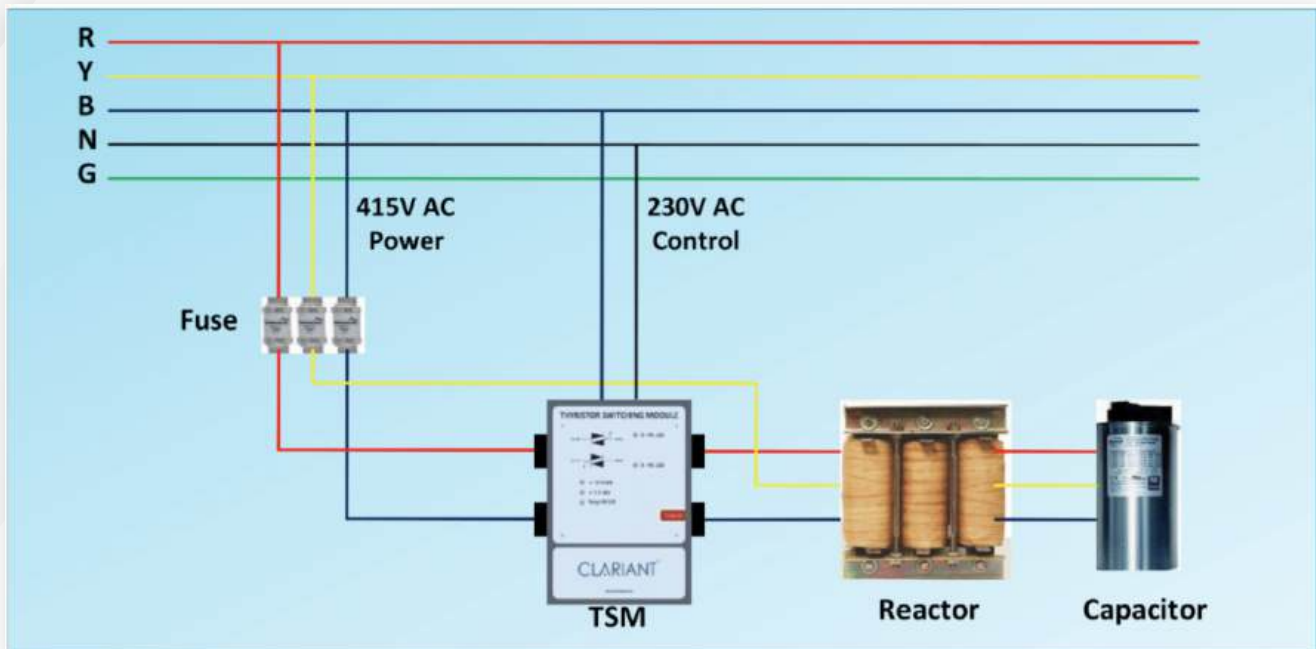 R
Y
B
N
G
415V AC
Power
230V AC
Control
Fuse
THYRISTOR SWITCHING MODULE
CLARIANT
TSM
Reactor
Capacitor